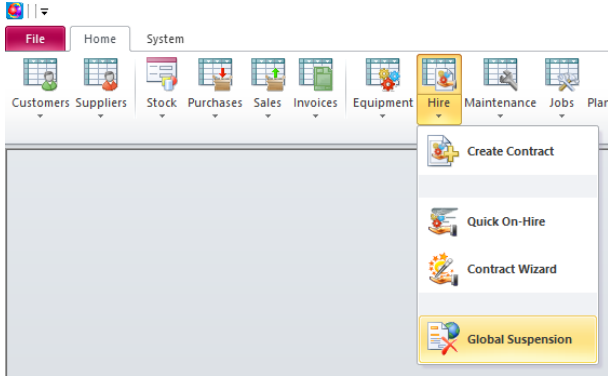 File Home System
Customers Suppliers Stock Purchases Sales Invoices Equipment Hire Maintenance Jobs Plan
Create Contract
Quick On-Hire
Contract Wizard
Global Suspension